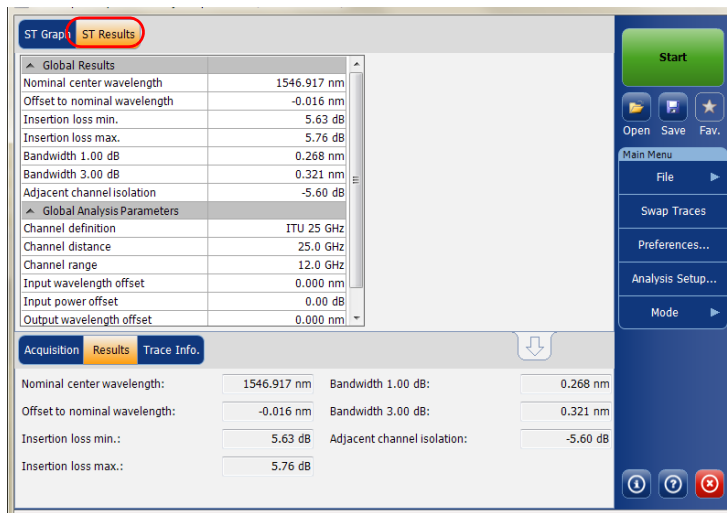 ST Graph ST Results
Global Results
Nominal center wavelength 1546.917 nm
Offset to nominal wavelength -0.016 nm
Insertion loss min. 5.63 dB
Insertion loss max. 5.76 dB
Bandwidth 1.00 dB 0.268 nm
Bandwidth 3.00 dB 0.321 nm
Adjacent channel isolation -5.60 dB
Global Analysis Parameters
Channel definition ITU 25 GHz
Channel distance 25.0 GHz
Channel range 12.0 GHz
Input wavelength offset 0.000 nm
Input power offset 0.00 dB
Output wavelength offset 0.000 nm
Acquisition Results Trace Info.
Nominal center wavelength: 1546.917 nm Bandwidth 1.00 dB: 0.268 nm
Offset to nominal wavelength: -0.016 nm Bandwidth 3.00 dB: 0.321 nm
Insertion loss min.: 5.63 dB Adjacent channel isolation: -5.60 dB
Insertion loss max.: 5.76 dB
Start
Open Save Fav.
Main Menu
File
Swap Traces
Preferences...
Analysis Setup...
Mode